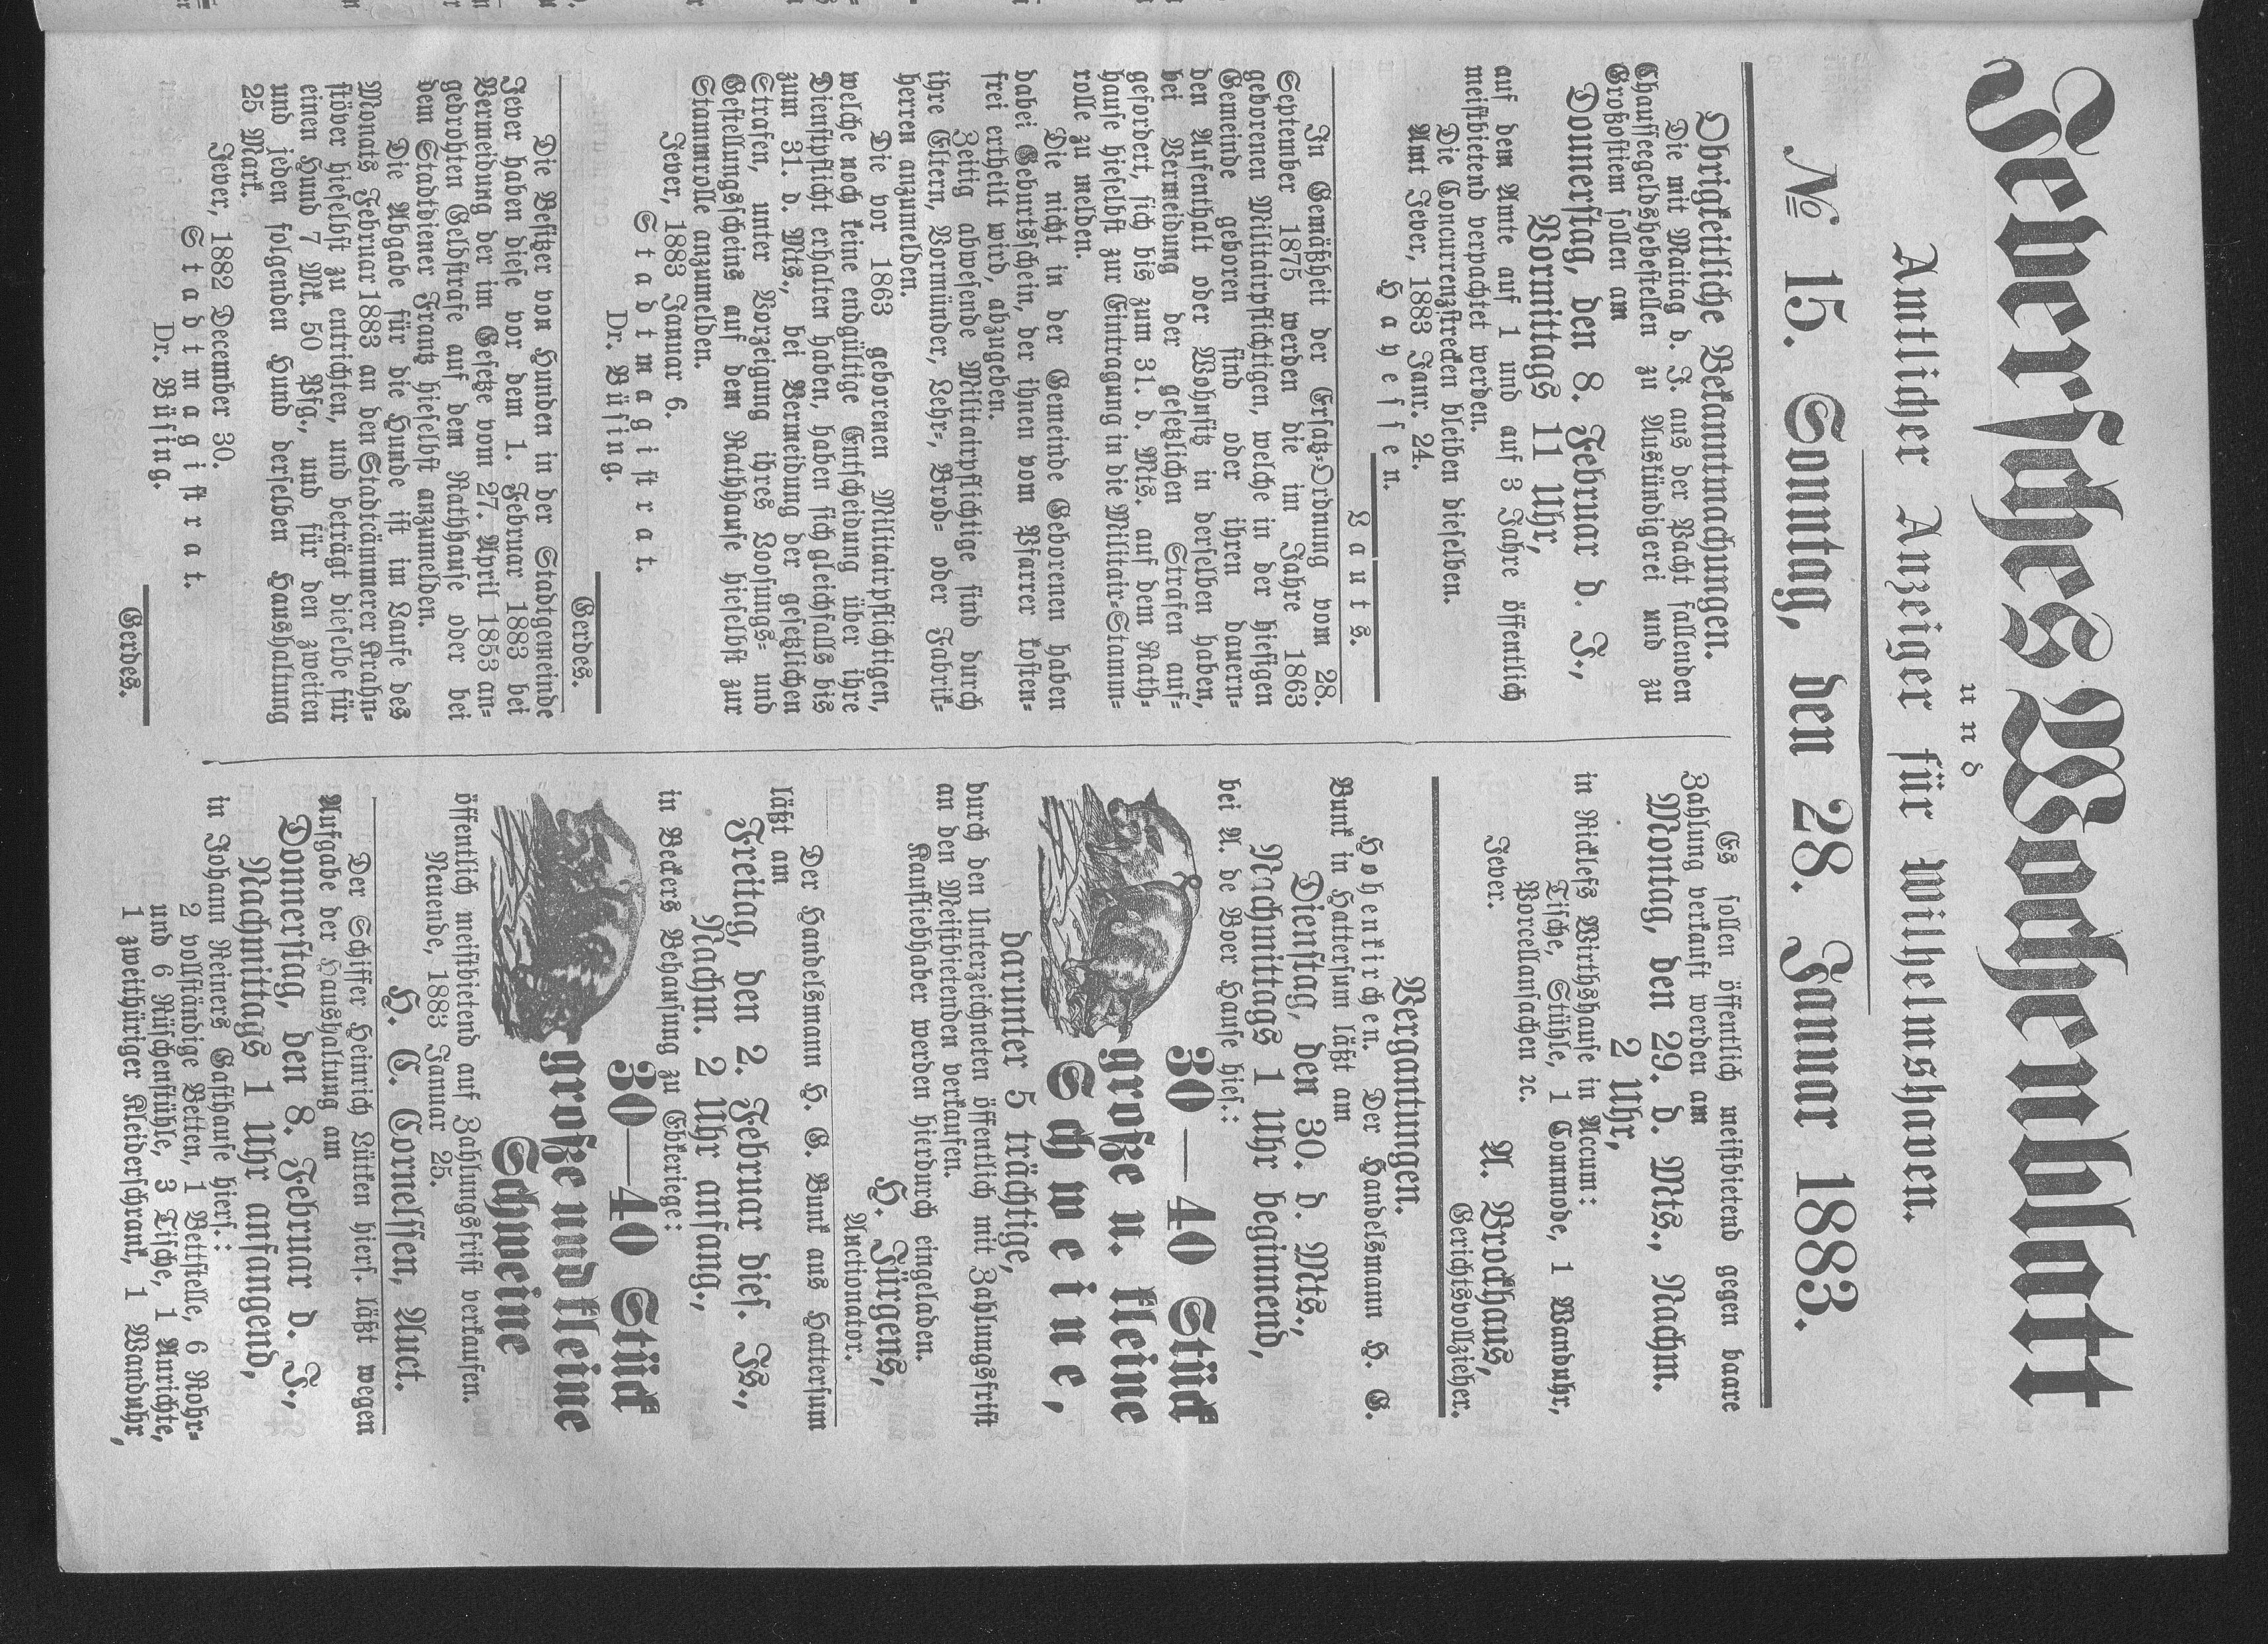 Jeversches Wochenblatt
und
Amtlicher Anzeiger für Wilhelmshaven.
№ 15. Sonntag, den 28. Januar 1883.
Obrigkeitliche Bekanntmachungen.
Die mit Maitag d. J. aus der Pacht fallenden
Chausseegeldshebestellen zu Anständigerei und zu
Großostiem sollen am
Donnerstag, den 8. Februar d. J.,
Vormittags 11 Uhr,
auf dem Amte auf 1 und auf 3 Jahre öffentlich
meistbietend verpachtet werden.
Die Concurrenzstrecken bleiben dieselben.
Amt Jever, 1883 Janr. 24.
Hayessen.
Lauts.
In Gemäßheit der Ersatz-Ordnung vom 28.
September 1875 werden die im Jahre 1863
geborenen Militairpflichtigen, welche in der hiesigen
Gemeinde geboren sind oder ihren dauern-
den Aufenthalt oder Wohnsitz in derselben haben,
bei Vermeidung der gesetzlichen Strafen auf-
gefordert, sich bis zum 31. d. Mts. auf dem Rath-
hause hieselbst zur Eintragung in die Militair-Stamm-
rolle zu melden.
Die nicht in der Gemeinde Geborenen haben
dabei Geburtsschein, der ihnen vom Pfarrer kosten-
frei ertheilt wird, abzugeben.
Zeitig abwesende Militairpflichtige sind durch
ihre Eltern, Vormünder, Lehr-, Brod- oder Fabrik-
herren anzumelden.
Die vor 1863 geborenen Militairpflichtigen,
welche noch keine endgültige Entscheidung über ihre
Dienstpflicht erhalten haben, haben sich gleichfalls bis
zum 31. d. Mts., bei Vermeidung der gesetzlichen
Strafen, unter Vorzeigung ihres Loosungs- und
Gestellungsscheins auf dem Rathhause hieselbst zur
Stammrolle anzumelden.
Jever, 1883 Januar 6.
Stadtmagistrat.
Dr. Büsing.
Gerdes.
Die Besitzer von Hunden in der Stadtgemeinde
Jever haben diese vor dem 1. Februar 1883 bei
Vermeidung der im Gesetze vom 27. April 1853 an-
gedrohten Geldstrafe auf dem Rathhause oder bei
dem Stadtdiener Frantz hieselbst anzumelden.
Die Abgabe für die Hunde ist im Laufe des
Monats Februar 1883 an den Stadtcämmerer Krahn-
stöver hieselbst zu entrichten, und beträgt dieselbe für
einen Hund 7 Mk. 50 Pfg., und für den zweiten
und jeden folgenden Hund derselben Haushaltung
25 Mark.
Jever, 1882 December 30.
Stadtmagistrat.
Dr. Büsing.
Gerdes.
Es sollen öffentlich meistbietend gegen baare
Zahlung verkauft werden am
Montag, den 29. d. Mts., Nachm.
2 Uhr,
in Ricklefs Wirthshause in Accum:
Tische, Stühle, 1 Commode, 1 Wanduhr,
Porcellansachen ꝛc.
Jever. A. Brockhaus,
Gerichtsvollzieher.
Vergantungen.
Hohenkirchen. Der Handelsmann H. G.
Bunk in Hattersum läßt am
Dienstag, den 30. d. Mts.,
Nachmittags 1 Uhr beginnend,
bei A. de Boer Hause hies.:
30—40 Stück
große u. kleine
Schweine,
darunter 5 trächtige,
durch den Unterzeichneten öffentlich mit Zahlungsfrist
an den Meistbietenden verkaufen.
Kaufliebhaber werden hierdurch eingeladen.
H. Jürgens,
Auctionator.
Der Handelsmann H. G. Bunk aus Hattersum
läßt am
Freitag, den 2. Februar dies. Js.,
Nachm. 2 Uhr anfang.,
in Beckers Behausung zu Ebkeriege:
30—40 Stück
große und kleine
Schweine
öffentlich meistbietend auf Zahlungsfrist verkaufen.
Neuende, 1883 Januar 25.
H. C. Cornelssen, Auct.
Der Schiffer Heinrich Lütken hiers. läßt wegen
Aufgabe der Haushaltung am
Donnerstag, den 8. Februar d. J.,
Nachmittags 1 Uhr anfangend,
in Johann Reiners Gasthause hiers.:
2 vollständige Betten, 1 Bettstelle, 6 Rohr-
und 6 Rüschenstühle, 3 Tische, 1 Anrichte,
1 zweithüriger Kleiderschrank, 1 Wanduhr,